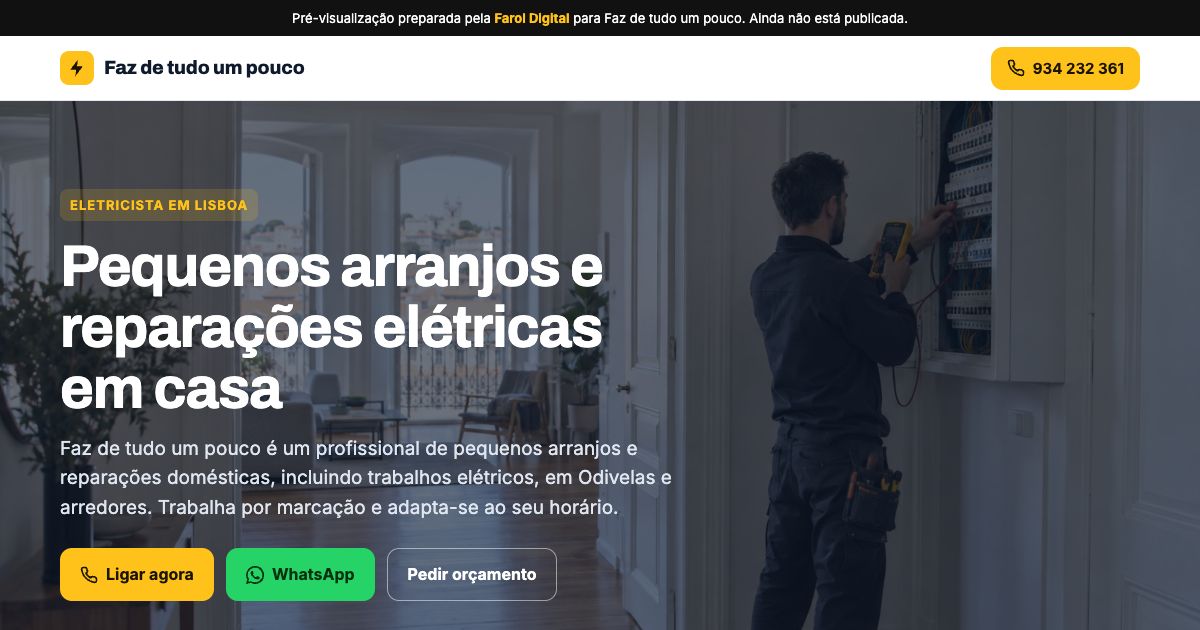 Pré-visualização preparada pela Farol Digital para Faz de tudo um pouco. Ainda não está publicada.
Faz de tudo um pouco
934 232 361
ELETRICISTA EM LISBOA
Pequenos arranjos e
reparações elétricas
em casa
Faz de tudo um pouco é um profissional de pequenos arranjos e
reparações domésticas, incluindo trabalhos elétricos, em Odivelas e
arredores. Trabalha por marcação e adapta-se ao seu horário.
Ligar agora
WhatsApp
Pedir orçamento